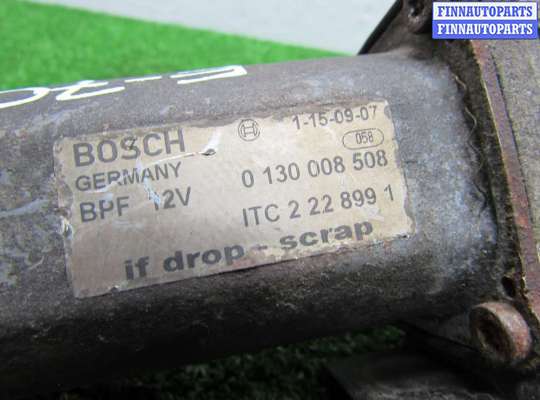 FINNAUTOPARTS
FINNAUTOPARTS
BOSCH
1-15-09-07
GERMANY
058
0 130 008 508
BPF 12V
ITC 2 22 899 1
if drop - scrap